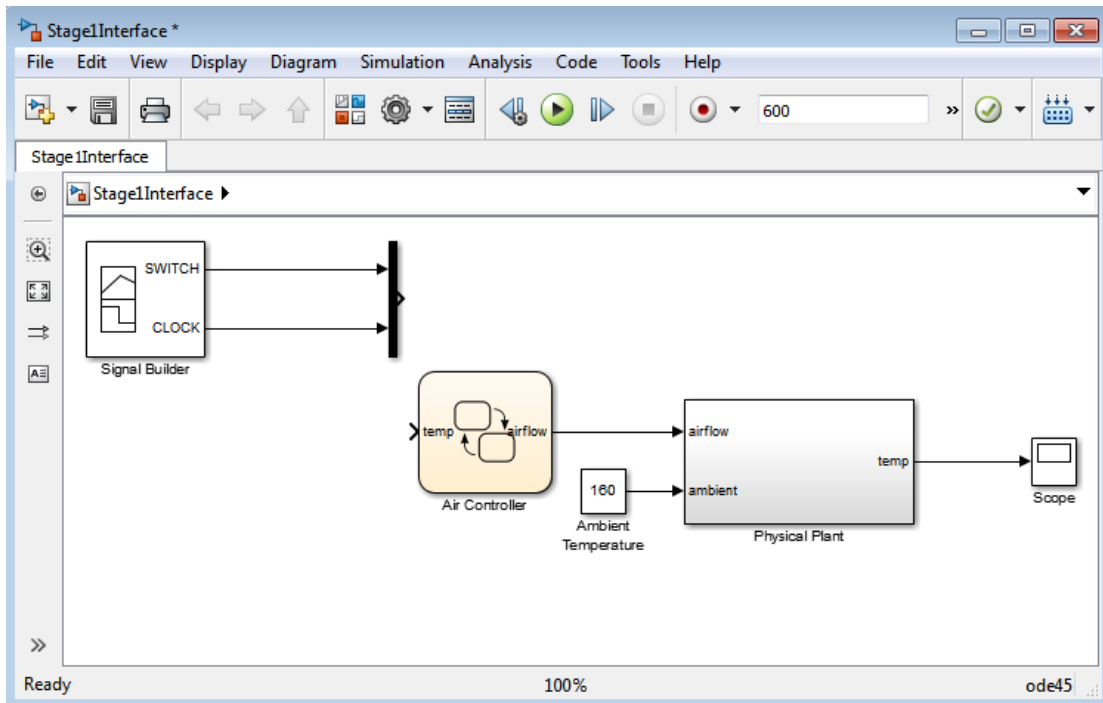 Stage1Interface *
File Edit View Display Diagram Simulation Analysis Code Tools Help
600
Stage1Interface
Stage1Interface
SWITCH
CLOCK
Signal Builder
temp
airflow
Air Controller
160
Ambient
Temperature
airflow
ambient
temp
Physical Plant
Scope
Ready 100% ode45